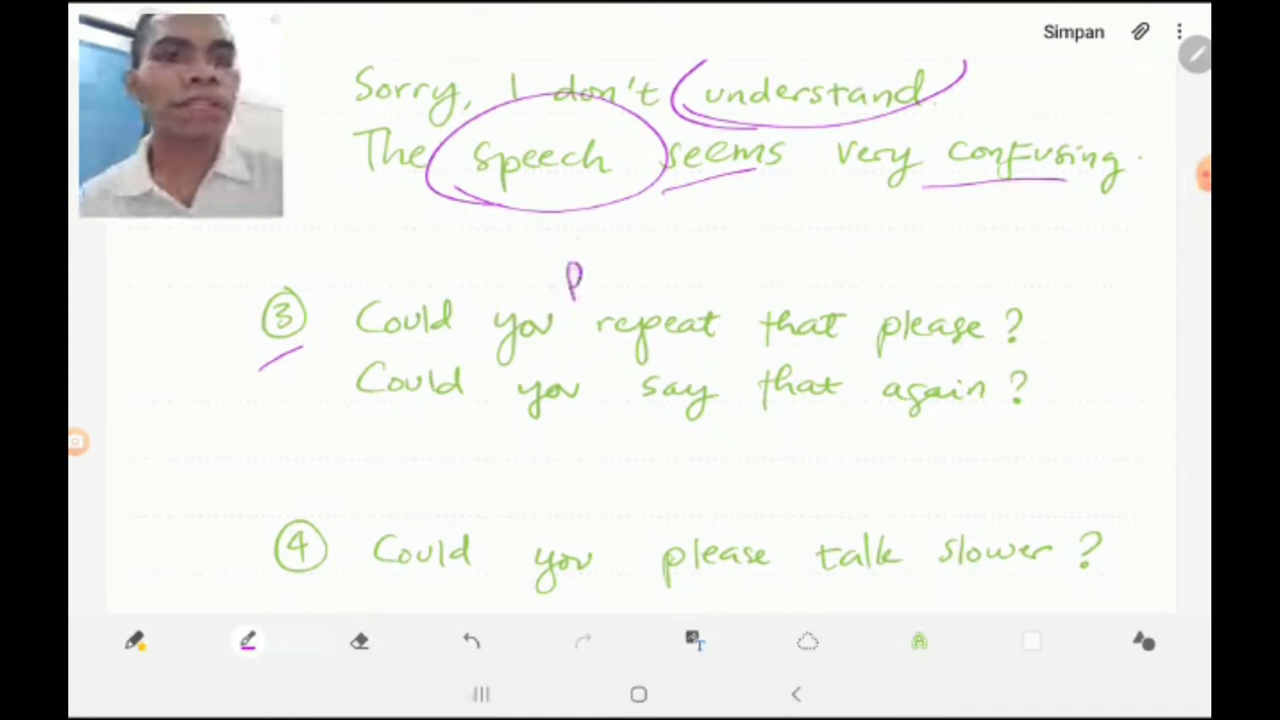 Simpan
Sorry, I don't understand.
The speech seems very confusing.
P
3 Could you repeat that please?
Could you say that again?
4 Could you please talk slower?